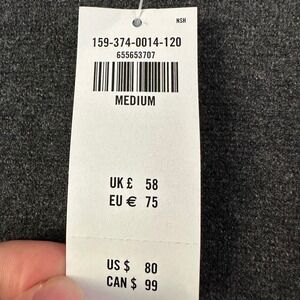 NSH
159-374-0014-120
655653707
MEDIUM
UK £ 58
EU € 75
US $ 80
CAN $ 99